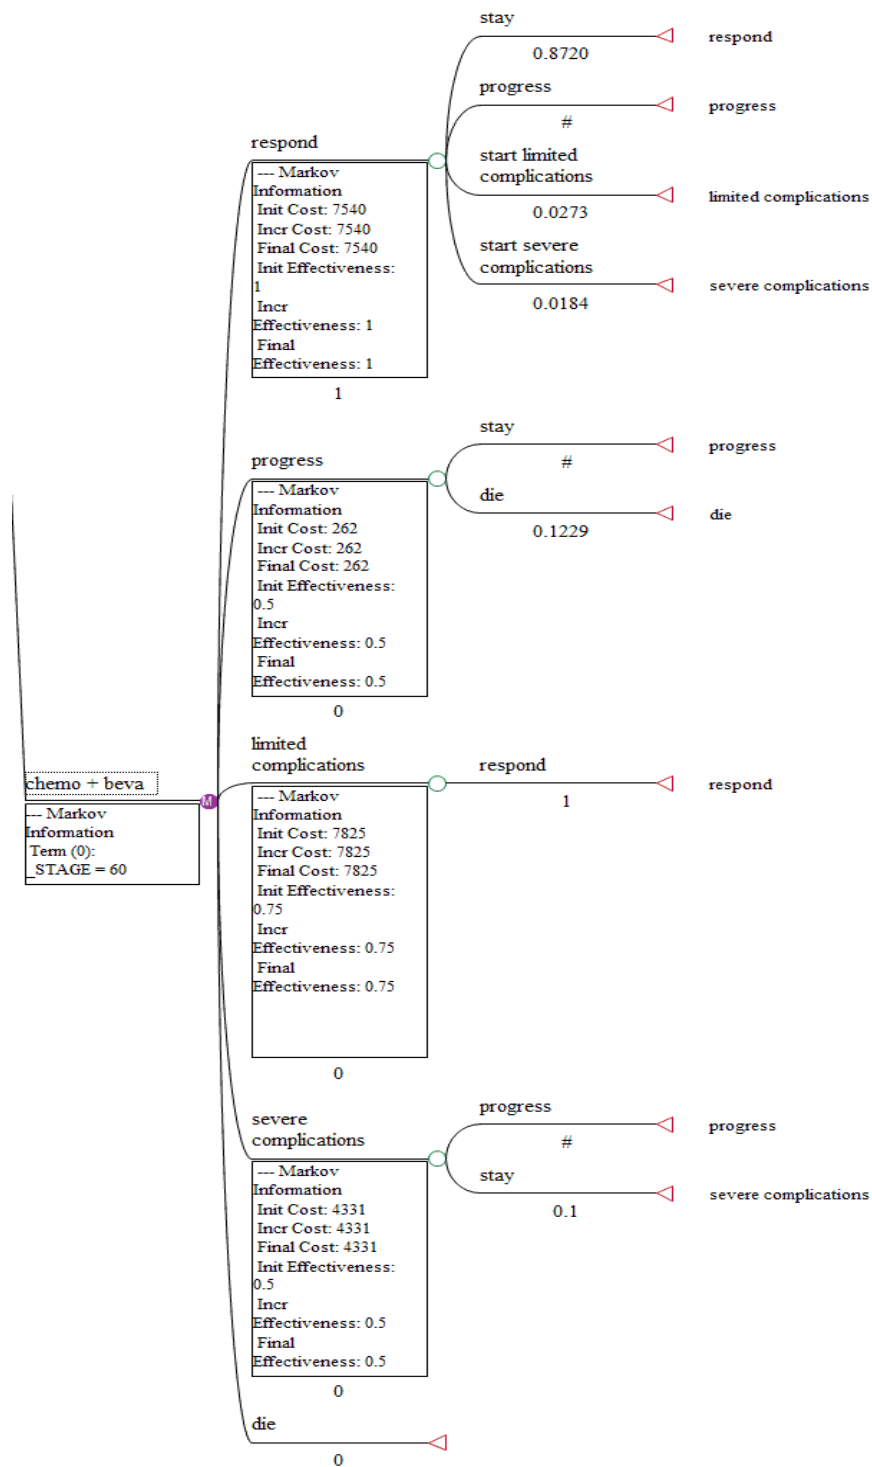 stay
0.8720
respond
progress
#
progress
start limited
complications
0.0273
limited complications
start severe
complications
0.0184
severe complications
respond
--- Markov
Information
Init Cost: 7540
Incr Cost: 7540
Final Cost: 7540
Init Effectiveness:
1
Incr
Effectiveness: 1
Final
Effectiveness: 1
1
stay
#
progress
die
0.1229
die
progress
--- Markov
Information
Init Cost: 262
Incr Cost: 262
Final Cost: 262
Init Effectiveness:
0.5
Incr
Effectiveness: 0.5
Final
Effectiveness: 0.5
0
limited
complications
respond
1
respond
--- Markov
Information
Init Cost: 7825
Incr Cost: 7825
Final Cost: 7825
Init Effectiveness:
0.75
Incr
Effectiveness: 0.75
Final
Effectiveness: 0.75
0
chemo + beva
M
--- Markov
Information
Term (0):
_STAGE = 60
severe
complications
progress
#
progress
stay
0.1
severe complications
--- Markov
Information
Init Cost: 4331
Incr Cost: 4331
Final Cost: 4331
Init Effectiveness:
0.5
Incr
Effectiveness: 0.5
Final
Effectiveness: 0.5
0
die
0